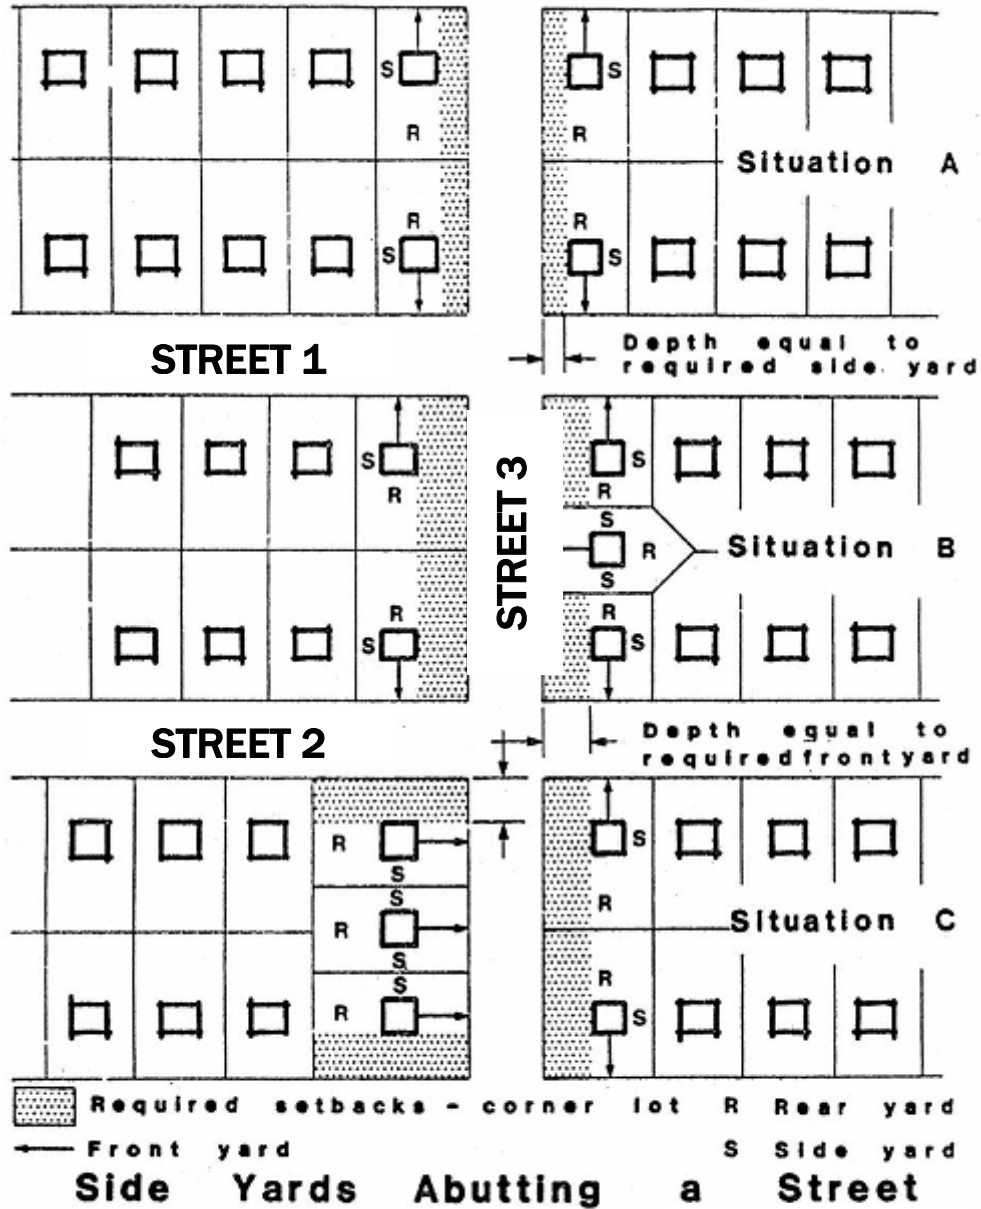 S
S
R
R
Situation A
R
R
S
S
STREET 1
Depth equal to
required side yard
S
S
R
R
S
STREET 3
S
R
Situation B
S
R
R
S
S
STREET 2
Depth equal to
required front yard
R
S
S
S
R
R
Situation C
S
R
S
R
S
Required setbacks - corner lot R Rear yard
Front yard S Side yard
Side Yards Abutting a Street